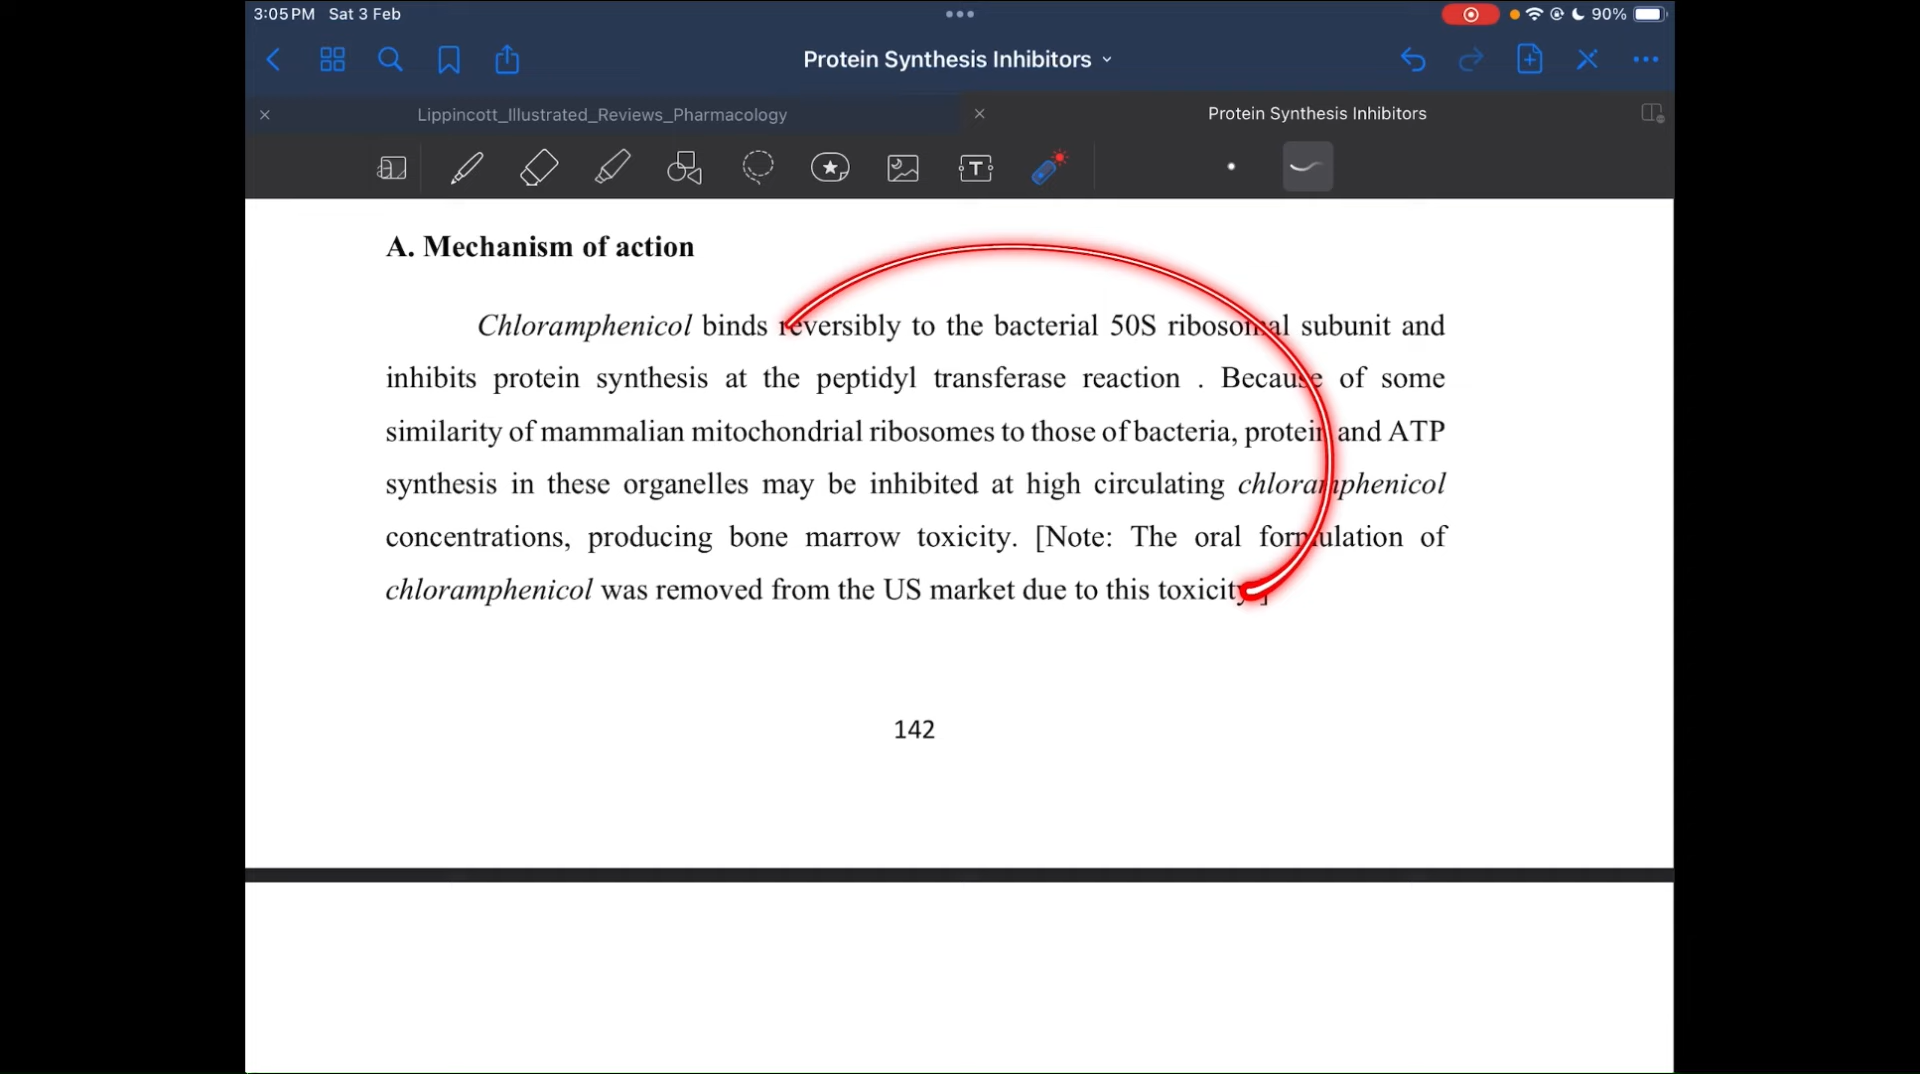 3:05 PM Sat 3 Feb
90%
Protein Synthesis Inhibitors
Lippincott_Illustrated_Reviews_Pharmacology
Protein Synthesis Inhibitors
A. Mechanism of action
Chloramphenicol binds reversibly to the bacterial 50S ribosomal subunit and
inhibits protein synthesis at the peptidyl transferase reaction . Because of some
similarity of mammalian mitochondrial ribosomes to those of bacteria, protein and ATP
synthesis in these organelles may be inhibited at high circulating chloramphenicol
concentrations, producing bone marrow toxicity. [Note: The oral formulation of
chloramphenicol was removed from the US market due to this toxicity.]
142